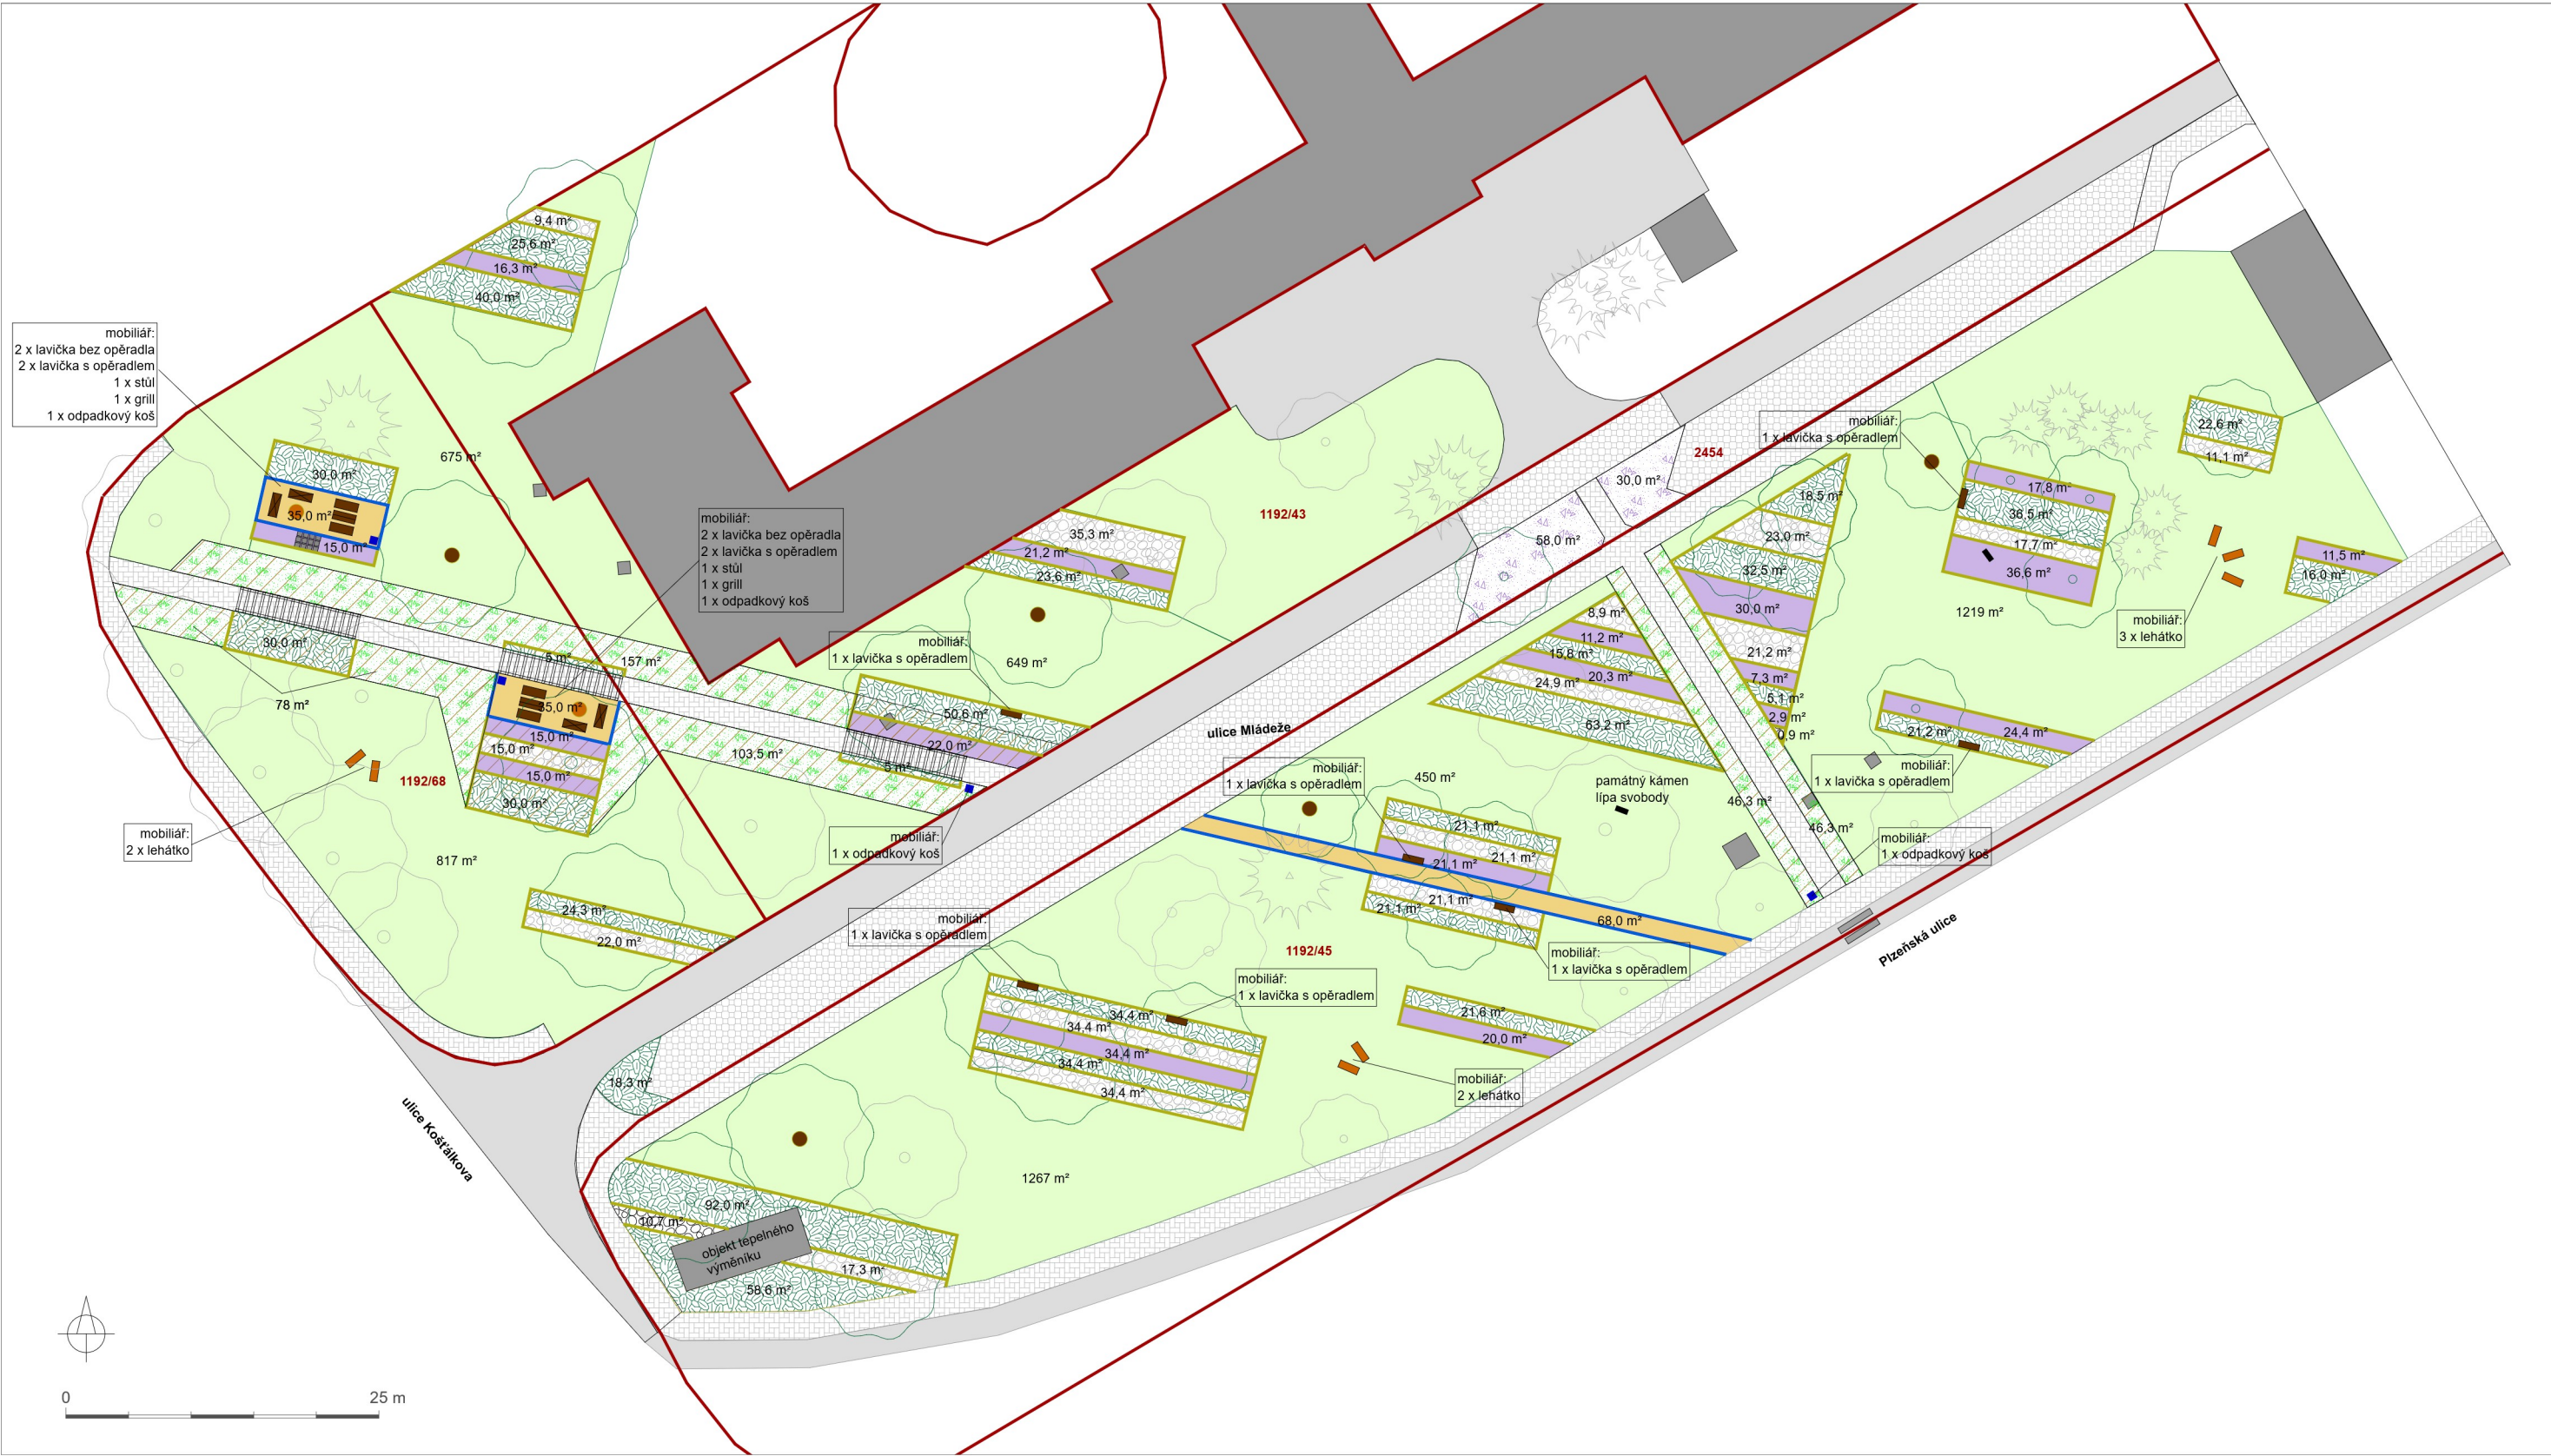 9,4 m²
25,6 m²
16,3 m²
40,0 m²
mobiliář:
2 x lavička bez opěradla
2 x lavička s opěradlem
1 x stůl
1 x grill
1 x odpadkový koš
675 m²
30,0 m²
35,0 m²
15,0 m²
mobiliář:
2 x lavička bez opěradla
2 x lavička s opěradlem
1 x stůl
1 x grill
1 x odpadkový koš
1192/43
35,3 m²
21,2 m²
23,6 m²
2454
30,0 m²
58,0 m²
mobiliář:
1 x lavička s opěradlem
18,5 m²
23,0 m²
32,5 m²
30,0 m²
21,2 m²
7,3 m²
5,1 m²
2,9 m²
0,9 m²
17,8 m²
36,5 m²
17,7 m²
36,6 m²
22,6 m²
11,1 m²
11,5 m²
16,0 m²
1219 m²
mobiliář:
3 x lehátko
30,0 m²
5 m²
157 m²
78 m²
35,0 m²
15,0 m²
15,0 m²
15,0 m²
30,0 m²
1192/68
103,5 m²
mobiliář:
1 x lavička s opěradlem
649 m²
50,6 m²
22,0 m²
5 m²
mobiliář:
1 x odpadkový koš
mobiliář:
2 x lehátko
817 m²
24,3 m²
22,0 m²
ulice Mládeže
8,9 m²
11,2 m²
15,8 m²
20,3 m²
24,9 m²
63,2 m²
24,4 m²
21,2 m²
mobiliář:
1 x lavička s opěradlem
mobiliář:
1 x lavička s opěradlem
450 m²
památný kámen
lípa svobody
46,3 m²
46,3 m²
mobiliář:
1 x odpadkový koš
21,1 m²
21,1 m²
21,1 m²
21,1 m²
21,1 m²
68,0 m²
Plzeňská ulice
mobiliář:
1 x lavička s opěradlem
1192/45
mobiliář:
1 x lavička s opěradlem
mobiliář:
1 x lavička s opěradlem
34,4 m²
34,4 m²
34,4 m²
34,4 m²
34,4 m²
21,6 m²
20,0 m²
mobiliář:
2 x lehátko
18,3 m²
ulice Košťálkova
1267 m²
92,0 m²
10,7 m²
objekt tepelného
výměníku
17,3 m²
58,6 m²
0
25 m